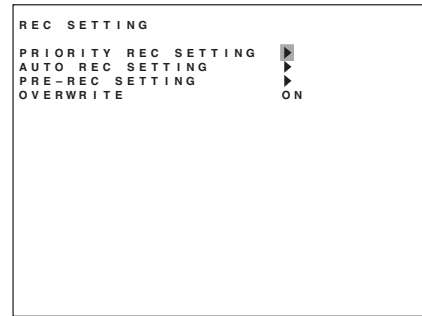 REC SETTING
PRIORITY REC SETTING ▶
AUTO REC SETTING ▶
PRE–REC SETTING ▶
OVERWRITE ON